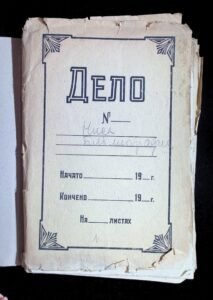 ДЕЛО
№
Начато 19 г.
Кончено 19 г.
На листах